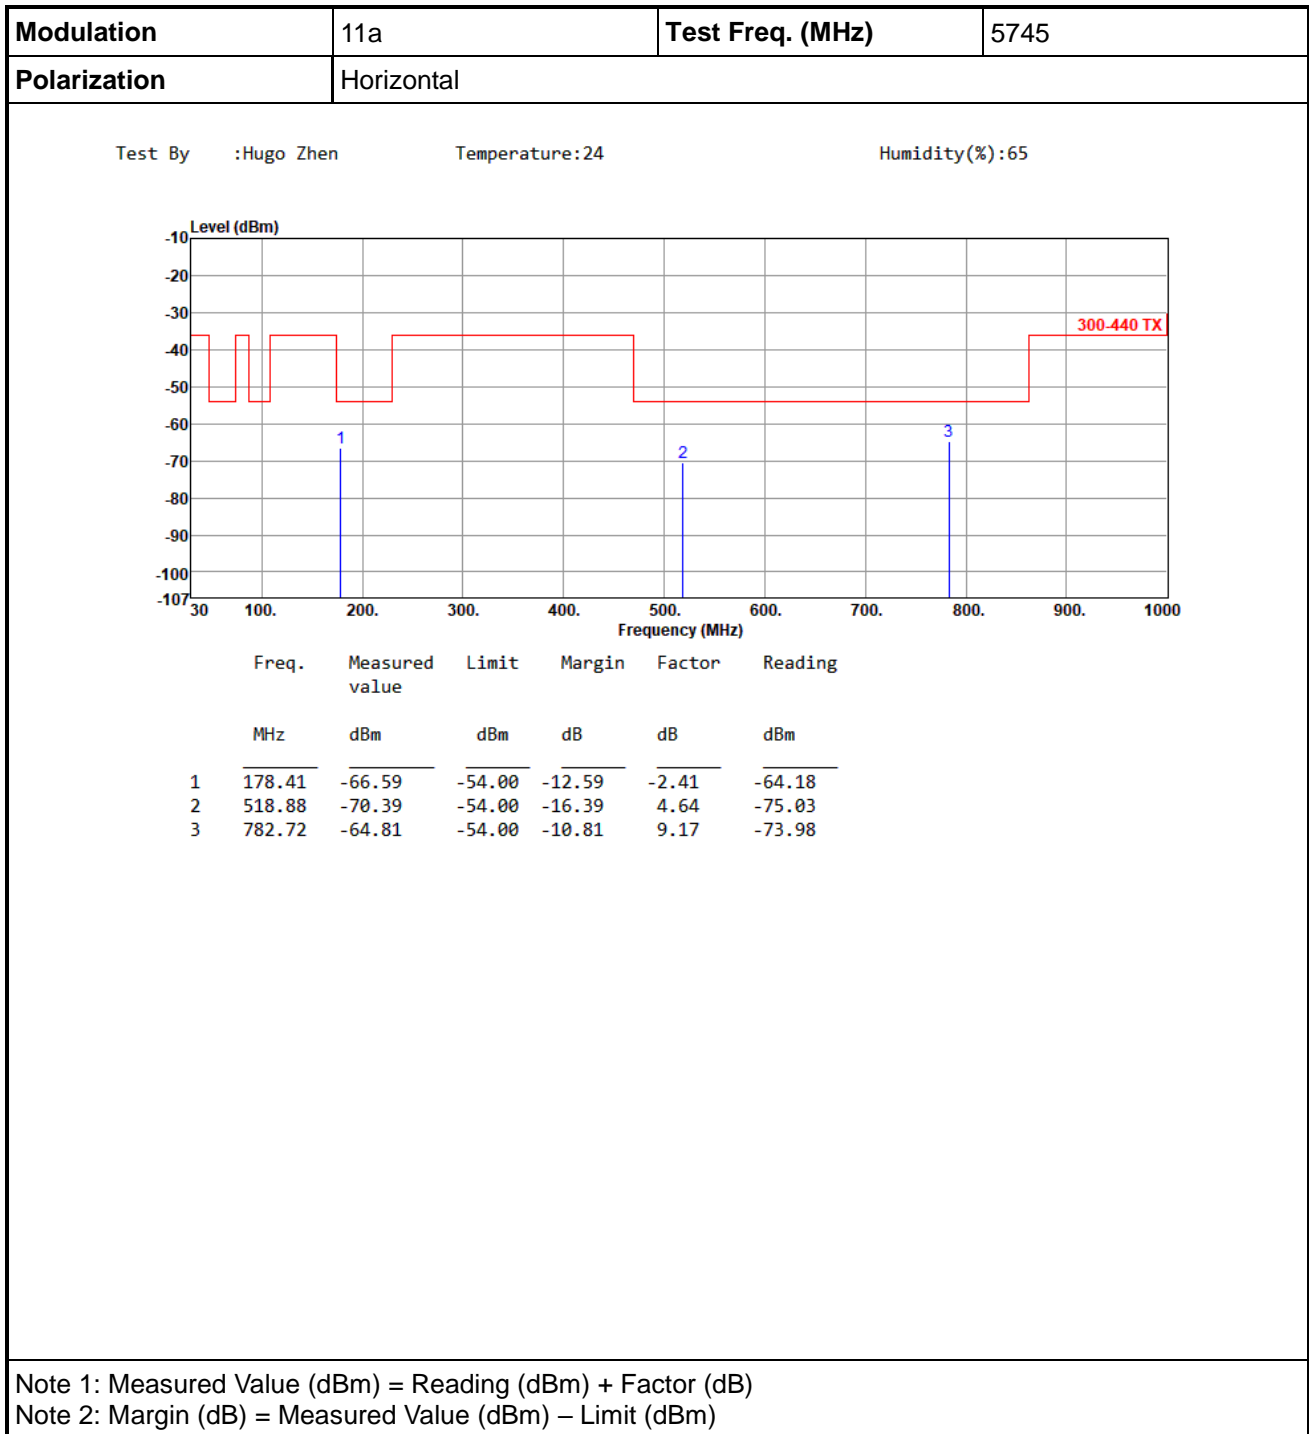 Modulation 11a Test Freq. (MHz) 5745
Polarization Horizontal
Test By :Hugo Zhen Temperature:24 Humidity(%):65
Level (dBm)
-10
-20
-30
300-440 TX
-40
-50
-60
1 2 3
-70
-80
-90
-100
-107
30 100. 200. 300. 400. 500. 600. 700. 800. 900. 1000
Frequency (MHz)
Freq. Measured Limit Margin Factor Reading
value
MHz dBm dBm dB dB dBm
1 178.41 -66.59 -54.00 -12.59 -2.41 -64.18
2 518.88 -70.39 -54.00 -16.39 4.64 -75.03
3 782.72 -64.81 -54.00 -10.81 9.17 -73.98
Note 1: Measured Value (dBm) = Reading (dBm) + Factor (dB)
Note 2: Margin (dB) = Measured Value (dBm) – Limit (dBm)